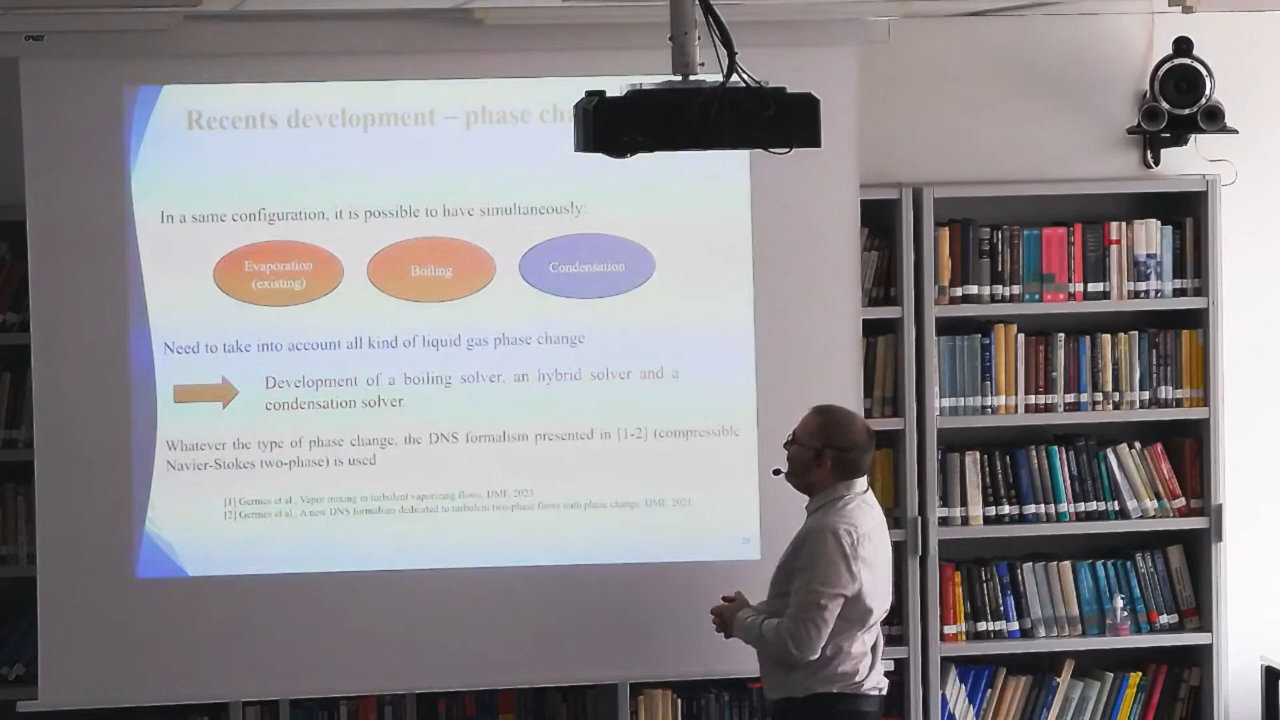 Recents development – phase
In a same configuration, it is possible to have simultaneously:
Evaporation
(existing)
Boiling
Condensation
Need to take into account all kind of liquid gas phase change
Development of a boiling solver, an hybrid solver and a
condensation solver.
Whatever the type of phase change, the DNS formalism presented in [1-2] (compressible
Navier-Stokes two-phase) is used
[1] Germes et al., Vapor mixing in turbulent vaporizing flows, IJMF, 2023
[2] Germes et al., A new DNS formalism dedicated to turbulent two-phase flows with phase change, IJMF, 2021